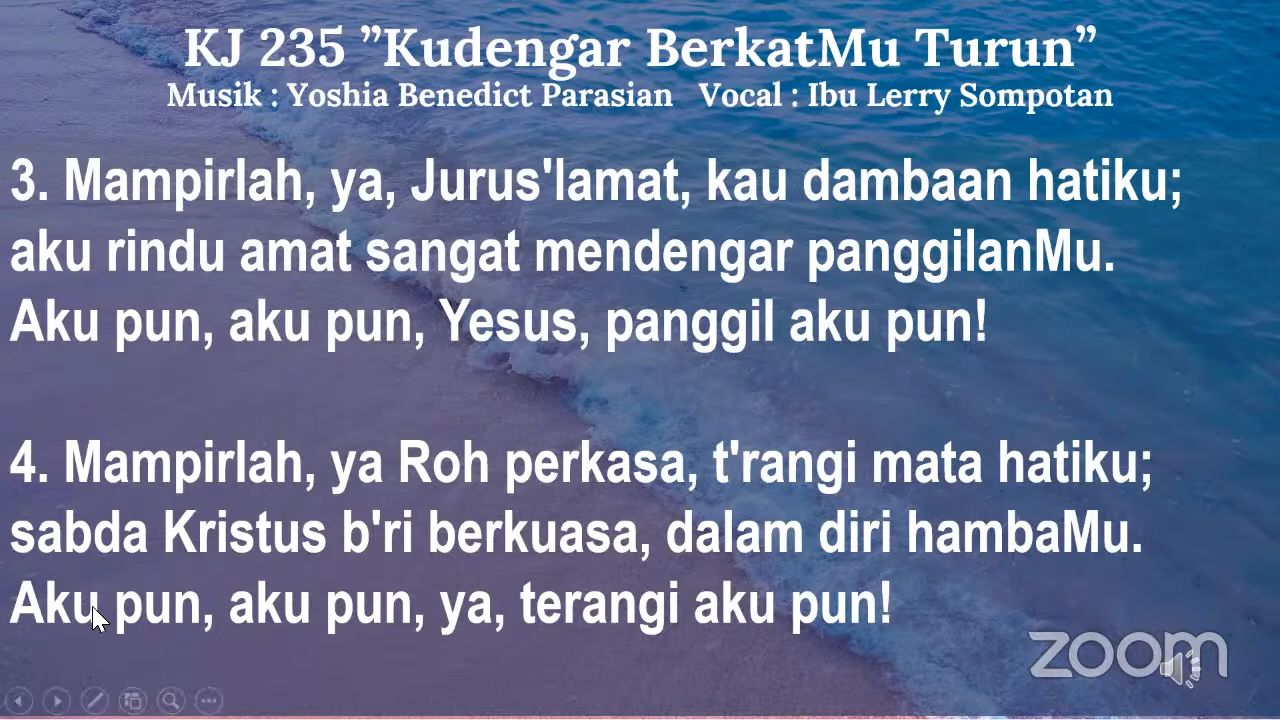 KJ 235 ”Kudengar BerkatMu Turun”
Musik : Yoshia Benedict Parasian Vocal : Ibu Lerry Sompotan
3. Mampirlah, ya, Jurus'lamat, kau dambaan hatiku;
aku rindu amat sangat mendengar panggilanMu.
Aku pun, aku pun, Yesus, panggil aku pun!
4. Mampirlah, ya Roh perkasa, t'rangi mata hatiku;
sabda Kristus b'ri berkuasa, dalam diri hambaMu.
Aku pun, aku pun, ya, terangi aku pun!
zoom